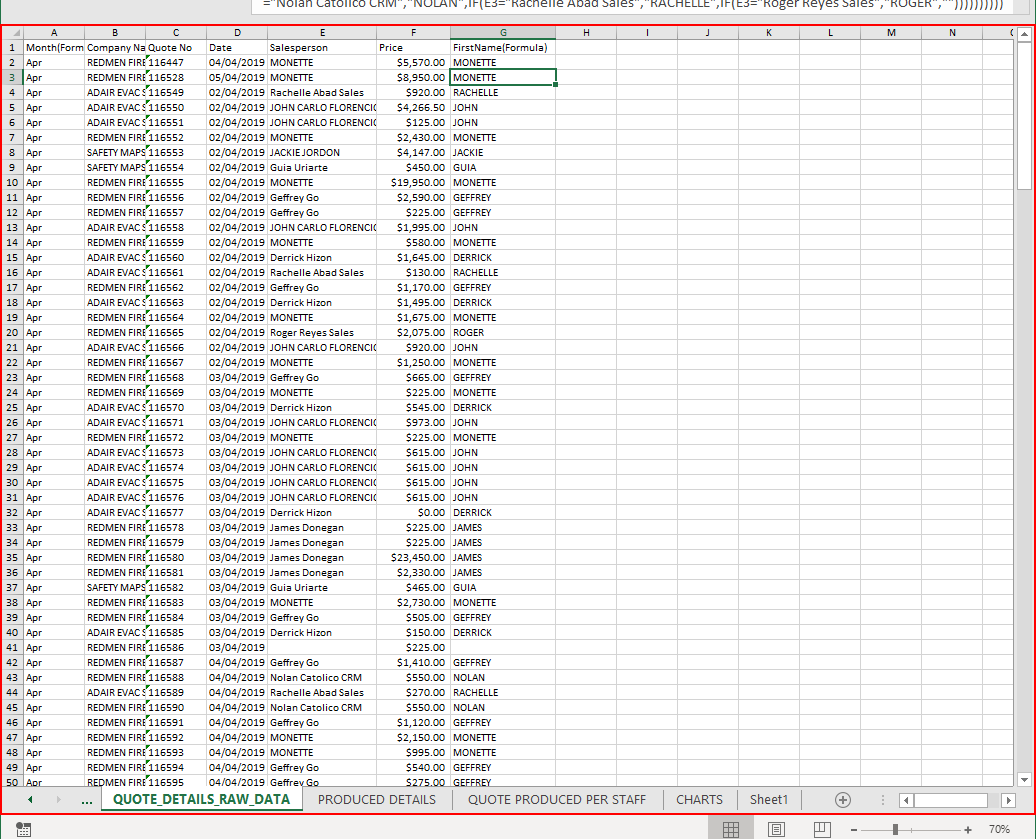 ="Nolan Catolico CRM","NOLAN",IF(E3="Rachelle Abad Sales","RACHELLE",IF(E3="Roger Reyes Sales","ROGER",""))))))))))
A B C D E F G H I J K L M N
1 Month(Form Company Na Quote No Date Salesperson Price FirstName(Formula)
2 Apr REDMEN FIRE 116447 04/04/2019 MONETTE $5,570.00 MONETTE
3 Apr REDMEN FIRE 116528 05/04/2019 MONETTE $8,950.00 MONETTE
4 Apr ADAIR EVAC S 116549 02/04/2019 Rachelle Abad Sales $920.00 RACHELLE
5 Apr ADAIR EVAC S 116550 02/04/2019 JOHN CARLO FLORENCIO $4,266.50 JOHN
6 Apr ADAIR EVAC S 116551 02/04/2019 JOHN CARLO FLORENCIO $125.00 JOHN
7 Apr REDMEN FIRE 116552 02/04/2019 MONETTE $2,430.00 MONETTE
8 Apr SAFETY MAPS 116553 02/04/2019 JACKIE JORDON $4,147.00 JACKIE
9 Apr SAFETY MAPS 116554 02/04/2019 Guia Uriarte $450.00 GUIA
10 Apr REDMEN FIRE 116555 02/04/2019 MONETTE $19,950.00 MONETTE
11 Apr REDMEN FIRE 116556 02/04/2019 Geffrey Go $2,590.00 GEFFREY
12 Apr REDMEN FIRE 116557 02/04/2019 Geffrey Go $225.00 GEFFREY
13 Apr ADAIR EVAC S 116558 02/04/2019 JOHN CARLO FLORENCIO $1,995.00 JOHN
14 Apr REDMEN FIRE 116559 02/04/2019 MONETTE $580.00 MONETTE
15 Apr ADAIR EVAC S 116560 02/04/2019 Derrick Hizon $1,645.00 DERRICK
16 Apr ADAIR EVAC S 116561 02/04/2019 Rachelle Abad Sales $130.00 RACHELLE
17 Apr REDMEN FIRE 116562 02/04/2019 Geffrey Go $1,170.00 GEFFREY
18 Apr ADAIR EVAC S 116563 02/04/2019 Derrick Hizon $1,495.00 DERRICK
19 Apr REDMEN FIRE 116564 02/04/2019 MONETTE $1,675.00 MONETTE
20 Apr REDMEN FIRE 116565 02/04/2019 Roger Reyes Sales $2,075.00 ROGER
21 Apr ADAIR EVAC S 116566 02/04/2019 JOHN CARLO FLORENCIO $920.00 JOHN
22 Apr REDMEN FIRE 116567 02/04/2019 MONETTE $1,250.00 MONETTE
23 Apr REDMEN FIRE 116568 03/04/2019 Geffrey Go $665.00 GEFFREY
24 Apr REDMEN FIRE 116569 03/04/2019 MONETTE $225.00 MONETTE
25 Apr ADAIR EVAC S 116570 03/04/2019 Derrick Hizon $545.00 DERRICK
26 Apr ADAIR EVAC S 116571 03/04/2019 JOHN CARLO FLORENCIO $973.00 JOHN
27 Apr REDMEN FIRE 116572 03/04/2019 MONETTE $225.00 MONETTE
28 Apr ADAIR EVAC S 116573 03/04/2019 JOHN CARLO FLORENCIO $615.00 JOHN
29 Apr ADAIR EVAC S 116574 03/04/2019 JOHN CARLO FLORENCIO $615.00 JOHN
30 Apr ADAIR EVAC S 116575 03/04/2019 JOHN CARLO FLORENCIO $615.00 JOHN
31 Apr ADAIR EVAC S 116576 03/04/2019 JOHN CARLO FLORENCIO $615.00 JOHN
32 Apr ADAIR EVAC S 116577 03/04/2019 Derrick Hizon $0.00 DERRICK
33 Apr REDMEN FIRE 116578 03/04/2019 James Donegan $225.00 JAMES
34 Apr REDMEN FIRE 116579 03/04/2019 James Donegan $225.00 JAMES
35 Apr REDMEN FIRE 116580 03/04/2019 James Donegan $23,450.00 JAMES
36 Apr REDMEN FIRE 116581 03/04/2019 James Donegan $2,330.00 JAMES
37 Apr SAFETY MAPS 116582 03/04/2019 Guia Uriarte $465.00 GUIA
38 Apr REDMEN FIRE 116583 03/04/2019 MONETTE $2,730.00 MONETTE
39 Apr REDMEN FIRE 116584 03/04/2019 Geffrey Go $505.00 GEFFREY
40 Apr ADAIR EVAC S 116585 03/04/2019 Derrick Hizon $150.00 DERRICK
41 Apr REDMEN FIRE 116586 03/04/2019 $225.00
42 Apr REDMEN FIRE 116587 04/04/2019 Geffrey Go $1,410.00 GEFFREY
43 Apr REDMEN FIRE 116588 04/04/2019 Nolan Catolico CRM $550.00 NOLAN
44 Apr ADAIR EVAC S 116589 04/04/2019 Rachelle Abad Sales $270.00 RACHELLE
45 Apr REDMEN FIRE 116590 04/04/2019 Nolan Catolico CRM $550.00 NOLAN
46 Apr REDMEN FIRE 116591 04/04/2019 Geffrey Go $1,120.00 GEFFREY
47 Apr REDMEN FIRE 116592 04/04/2019 MONETTE $2,150.00 MONETTE
48 Apr REDMEN FIRE 116593 04/04/2019 MONETTE $995.00 MONETTE
49 Apr REDMEN FIRE 116594 04/04/2019 Geffrey Go $540.00 GEFFREY
50 Apr REDMEN FIRE 116595 04/04/2019 Geffrey Go $275.00 GEFFREY
... QUOTE_DETAILS_RAW_DATA PRODUCED DETAILS QUOTE PRODUCED PER STAFF CHARTS Sheet1
70%